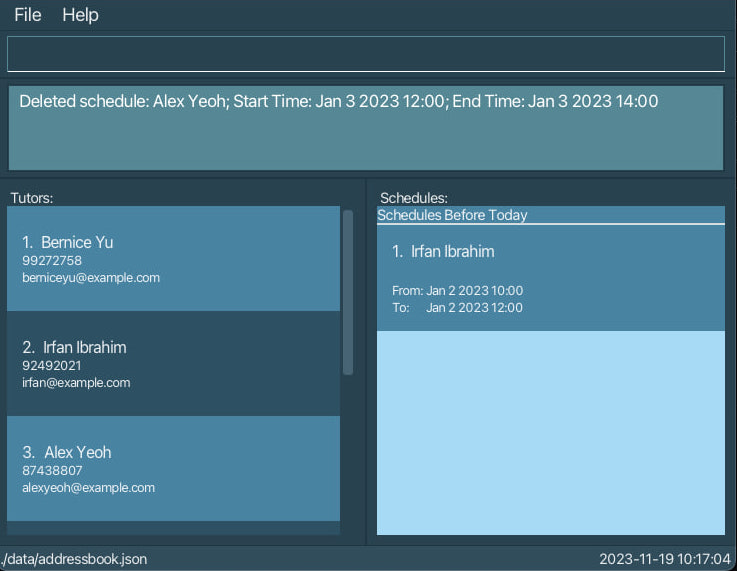 File Help
Deleted schedule: Alex Yeoh; Start Time: Jan 3 2023 12:00; End Time: Jan 3 2023 14:00
Tutors:
1. Bernice Yu
99272758
berniceyu@example.com
2. Irfan Ibrahim
92492021
irfan@example.com
3. Alex Yeoh
87438807
alexyeoh@example.com
Schedules:
Schedules Before Today
1. Irfan Ibrahim
From: Jan 2 2023 10:00
To: Jan 2 2023 12:00
./data/addressbook.json
2023-11-19 10:17:04